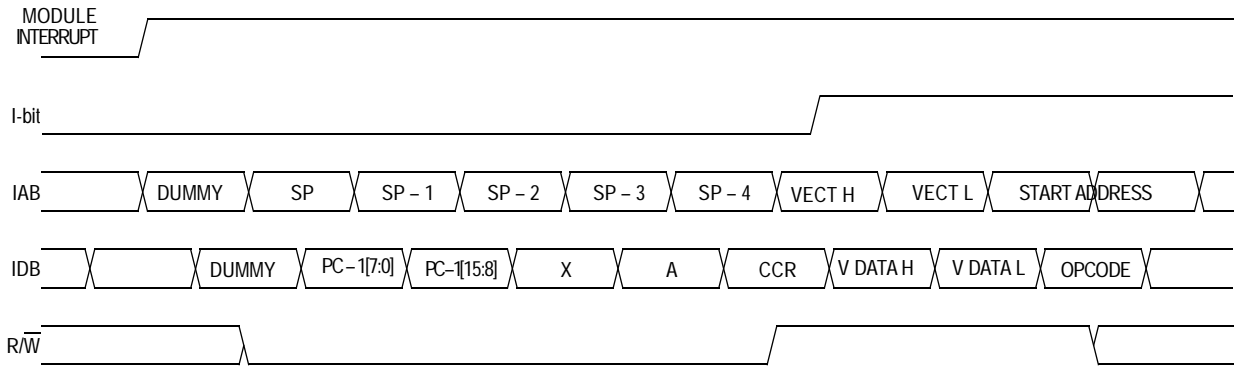 MODULE
INTERRUPT
I-bit
IAB DUMMY SP SP – 1 SP – 2 SP – 3 SP – 4 VECT H VECT L START ADDRESS
IDB DUMMY PC – 1[7:0] PC–1[15:8] X A CCR V DATA H V DATA L OPCODE
R/W̅